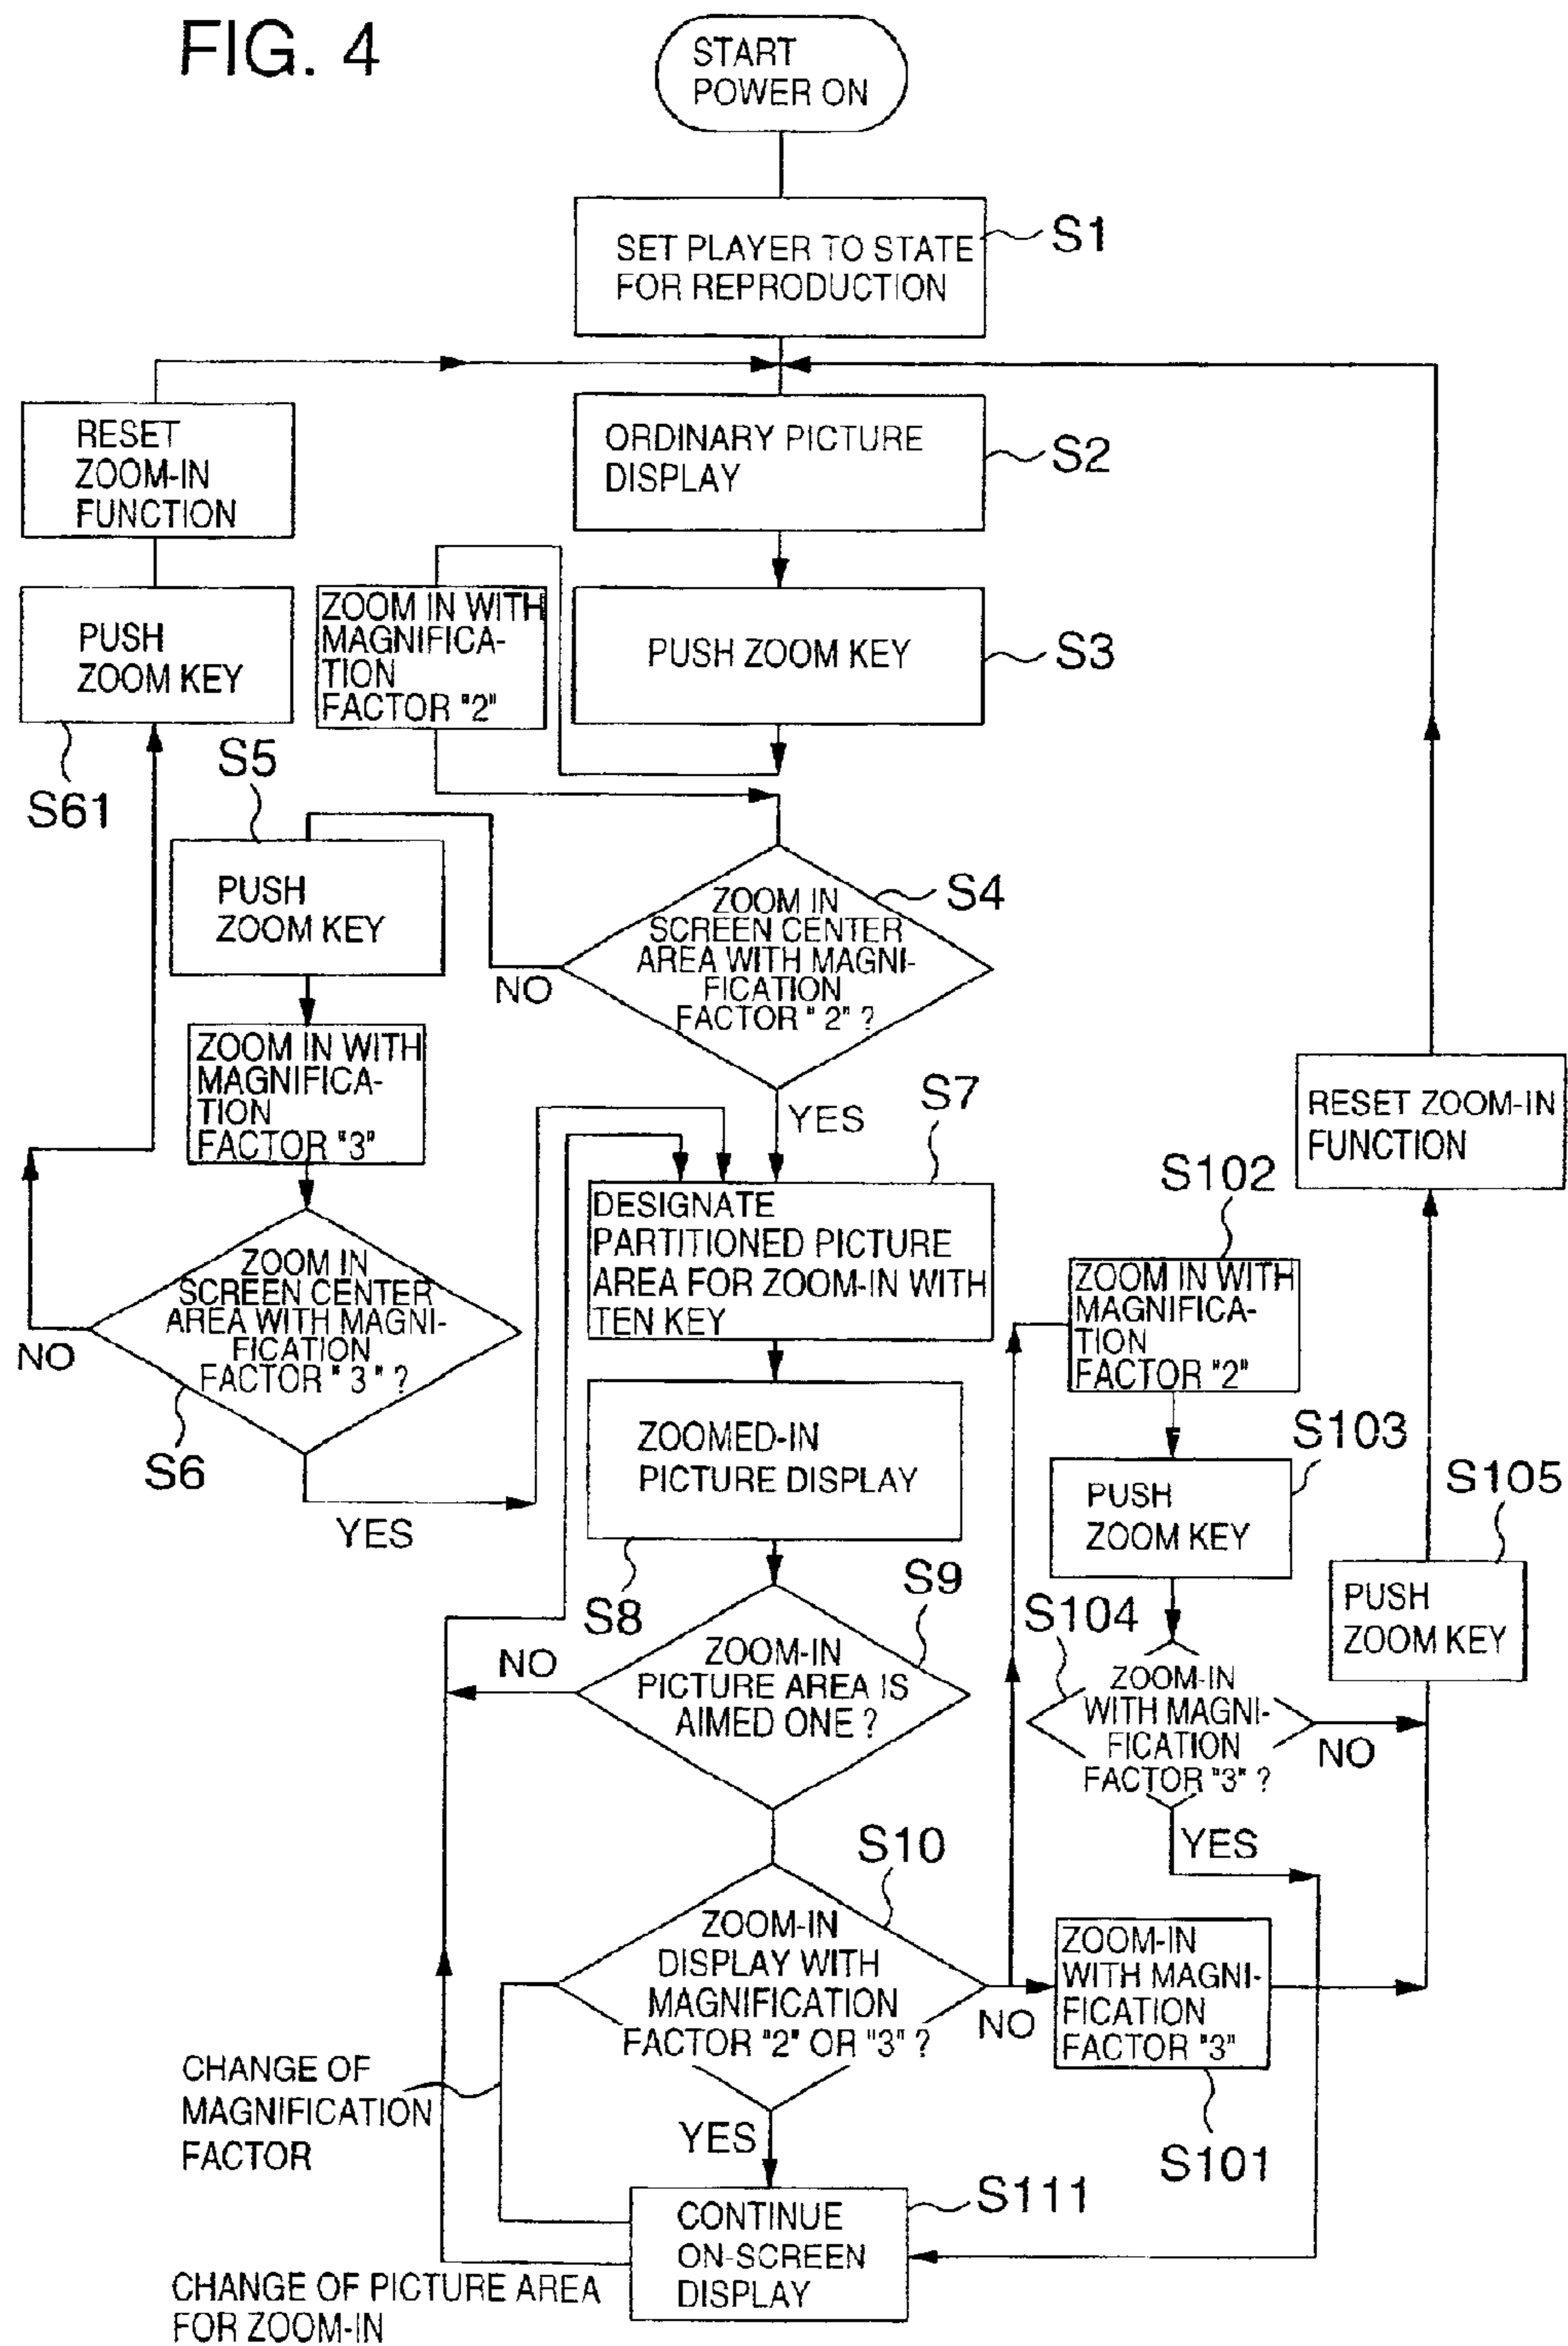 FIG. 4
START
POWER ON
SET PLAYER TO STATE
FOR REPRODUCTION
S1
RESET
ZOOM-IN
FUNCTION
ORDINARY PICTURE
DISPLAY
S2
PUSH
ZOOM KEY
S61
ZOOM IN WITH
MAGNIFICA-
TION
FACTOR "2"
PUSH ZOOM KEY
S3
S5
PUSH
ZOOM KEY
NO
ZOOM IN
SCREEN CENTER
AREA WITH MAGNI-
FICATION
FACTOR " 2" ?
S4
YES
ZOOM IN WITH
MAGNIFICA-
TION
FACTOR "3"
ZOOM IN
SCREEN CENTER
AREA WITH MAGNI-
FICATION
FACTOR " 3 " ?
NO
S6
YES
S7
DESIGNATE
PARTITIONED PICTURE
AREA FOR ZOOM-IN WITH
TEN KEY
RESET ZOOM-IN
FUNCTION
S102
ZOOM IN WITH
MAGNIFICA-
TION
FACTOR "2"
ZOOMED-IN
PICTURE DISPLAY
S8
S103
PUSH
ZOOM KEY
S105
PUSH
ZOOM KEY
S9
NO
ZOOM-IN
PICTURE AREA IS
AIMED ONE ?
S104
ZOOM-IN
WITH MAGNI-
FICATION
FACTOR "3" ?
NO
YES
S10
ZOOM-IN
DISPLAY WITH
MAGNIFICATION
FACTOR "2" OR "3" ?
NO
ZOOM-IN
WITH MAGNI-
FICATION
FACTOR "3"
S101
CHANGE OF
MAGNIFICATION
FACTOR
YES
CONTINUE
ON-SCREEN
DISPLAY
S111
CHANGE OF PICTURE AREA
FOR ZOOM-IN